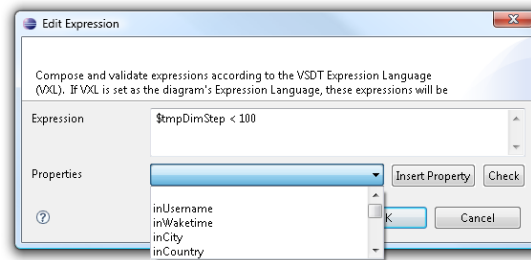 Edit Expression
Compose and validate expressions according to the VSDT Expression Language
(VXL). If VXL is set as the diagram's Expression Language, these expressions will be
Expression
$tmpDimStep < 100
Properties
Insert Property
Check
inUsername
inWaketime
inCity
inCountry
K
Cancel